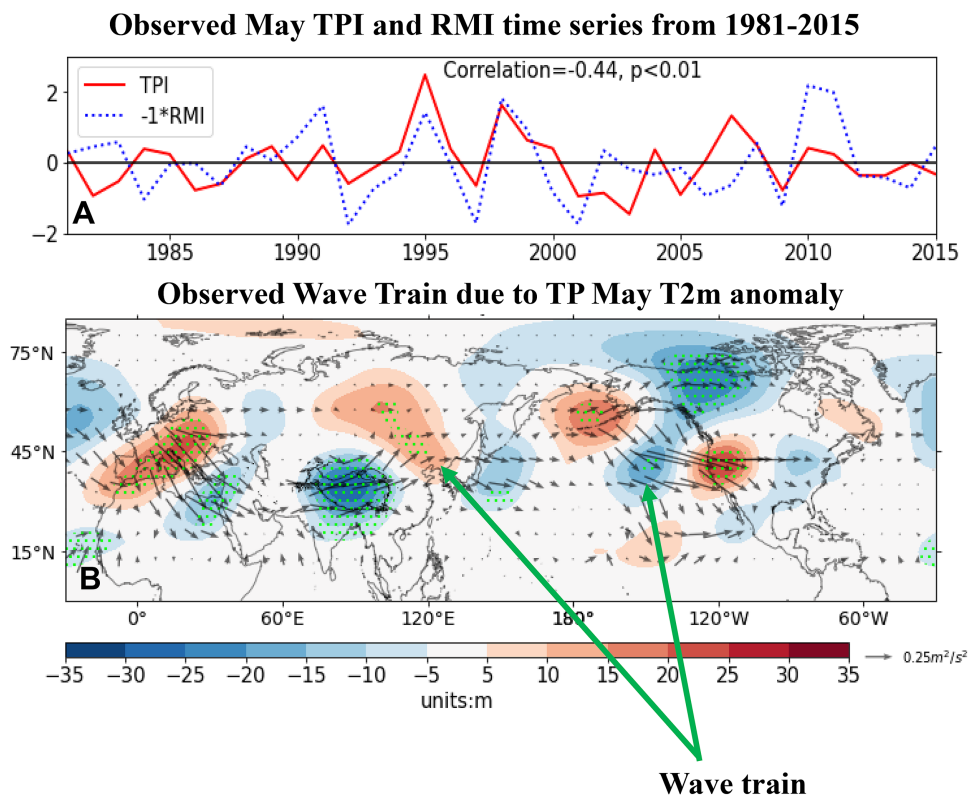 Observed May TPI and RMI time series from 1981-2015
Correlation=-0.44, p<0.01
TPI
-1*RMI
2
0
−2
A
1985 1990 1995 2000 2005 2010 2015
Observed Wave Train due to TP May T2m anomaly
75°N
45°N
15°N
B
0° 60°E 120°E 180° 120°W 60°W
−35 −30 −25 −20 −15 −10 −5 5 10 15 20 25 30 35
0.25m²/s²
units:m
Wave train